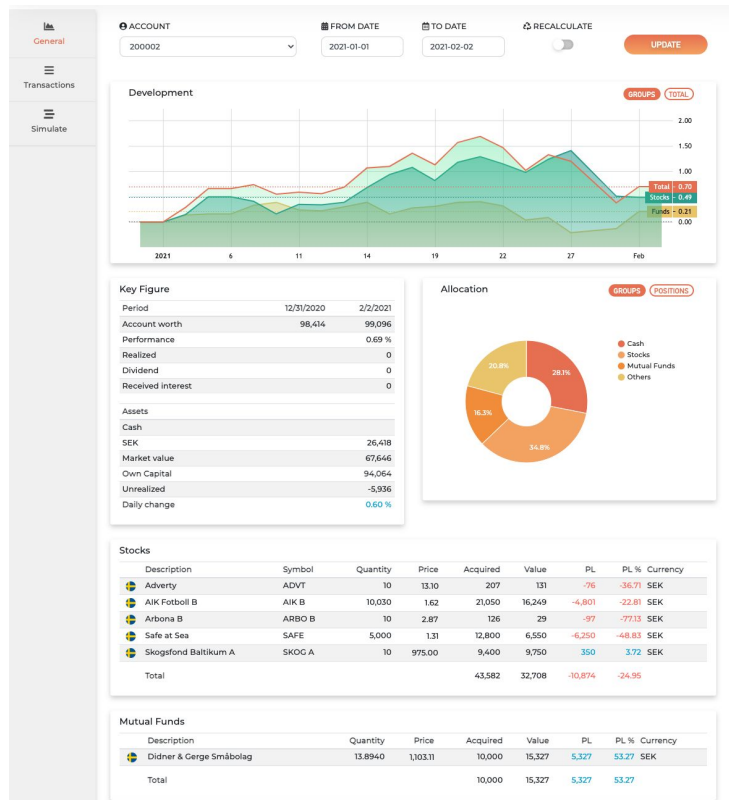 General
Transactions
Simulate
ACCOUNT FROM DATE TO DATE RECALCULATE
200002 2021-01-01 2021-02-02 UPDATE
Development GROUPS TOTAL
2.00
1.50
1.00
Total - 0.70
Stocks - 0.49
Funds - 0.21
0.00
2021 6 11 14 19 22 27 Feb
Key Figure
Period 12/31/2020 2/2/2021
Account worth 98,414 99,096
Performance 0.69 %
Realized 0
Dividend 0
Received interest 0
Assets
Cash
SEK 26,418
Market value 67,646
Own Capital 94,064
Unrealized -5,936
Daily change 0.60 %
Allocation GROUPS POSITIONS
20.8%
28.1%
16.3%
34.8%
Cash
Stocks
Mutual Funds
Others
Stocks
Description Symbol Quantity Price Acquired Value PL PL % Currency
Adverty ADVT 10 13.10 207 131 -76 -36.71 SEK
AIK Fotboll B AIK B 10,030 1.62 21,050 16,249 -4,801 -22.81 SEK
Arbona B ARBO B 10 2.87 126 29 -97 -77.13 SEK
Safe at Sea SAFE 5,000 1.31 12,800 6,550 -6,250 -48.83 SEK
Skogsfond Baltikum A SKOG A 10 975.00 9,400 9,750 350 3.72 SEK
Total 43,582 32,708 -10,874 -24.95
Mutual Funds
Description Quantity Price Acquired Value PL PL % Currency
Didner & Gerge Småbolag 13.8940 1,103.11 10,000 15,327 5,327 53.27 SEK
Total 10,000 15,327 5,327 53.27